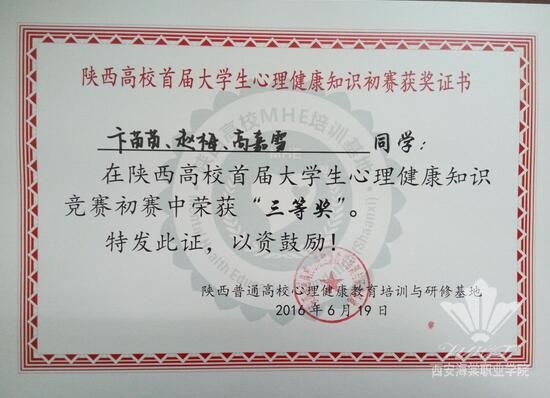 陕西高校首届大学生心理健康知识初赛获奖证书
卞苗苗、赵梅、高嘉雪 同学：
在陕西高校首届大学生心理健康知识
竞赛初赛中荣获“三等奖”。
特发此证，以资鼓励！
陕西普通高校心理健康教育培训与研修基地
2016年6月19日
西安海棠职业学院